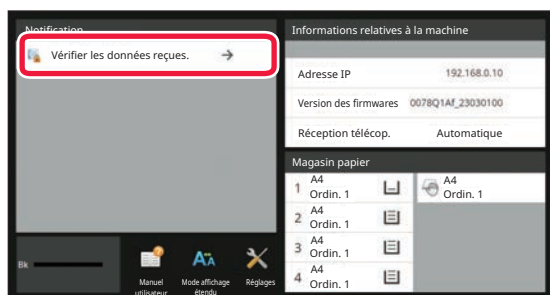 Notification
Vérifier les données reçues.
Informations relatives à la machine
Adresse IP 192.168.0.10
Version des firmwares 0078Q1Af_23030100
Réception télécop. Automatique
Magasin papier
1 A4
Ordin. 1
A4
Ordin. 1
2 A4
Ordin. 1
3 A4
Ordin. 1
4 A4
Ordin. 1
Bk
Manuel
utilisateur
Mode affichage
étendu
Réglages